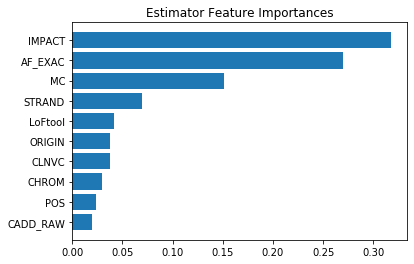 Estimator Feature Importances
IMPACT
AF_EXAC
MC
STRAND
LoFtool
ORIGIN
CLNVC
CHROM
POS
CADD_RAW
0.00 0.05 0.10 0.15 0.20 0.25 0.30